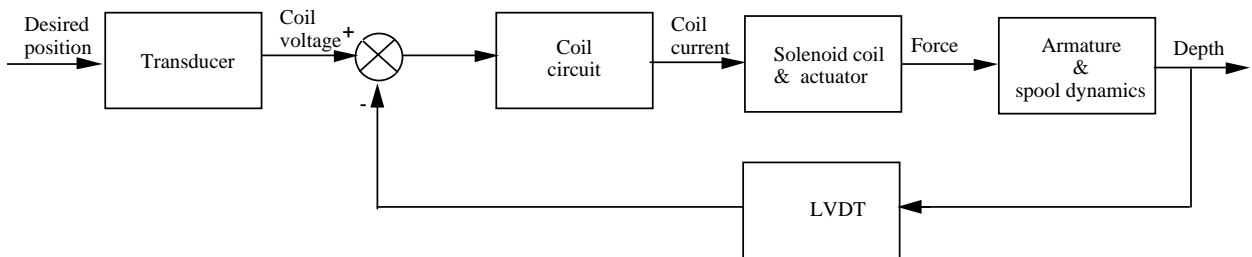 Desired
position
Transducer
Coil
voltage
+
-
Coil
circuit
Coil
current
Solenoid coil
& actuator
Force
Armature
&
spool dynamics
Depth
LVDT